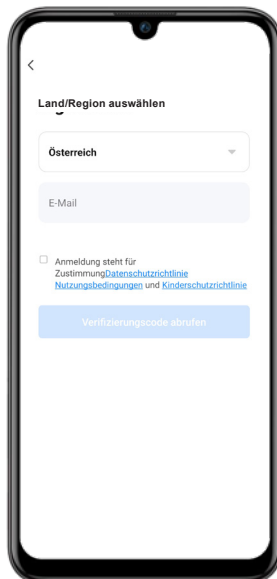 Land/Region auswählen
Österreich
E-Mail
Anmeldung steht für
ZustimmungDatenschutzrichtlinie
Nutzungsbedingungen und Kinderschutzrichtlinie
Verifizierungscode abrufen